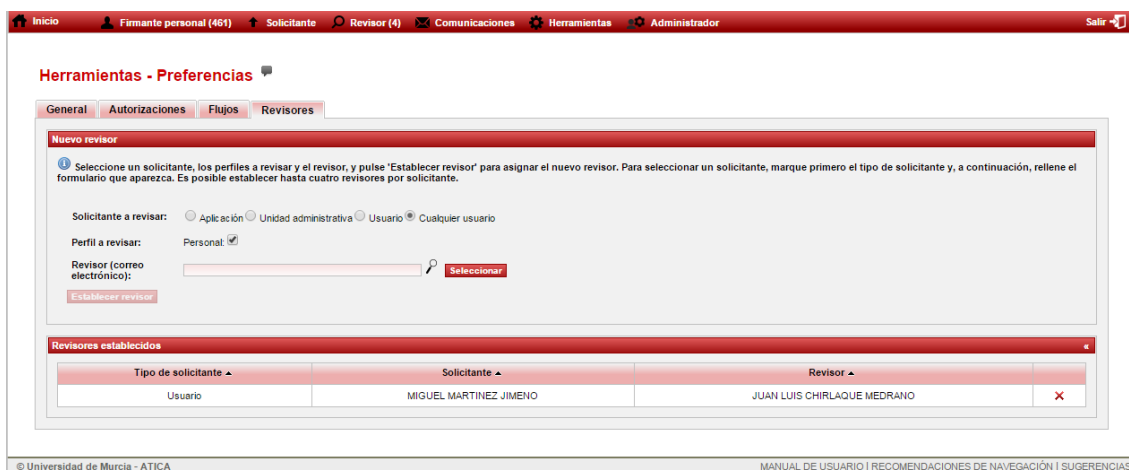 Inicio Firmante personal (461) Solicitante Revisor (4) Comunicaciones Herramientas Administrador Salir
Herramientas - Preferencias
General Autorizaciones Flujos Revisores
Nuevo revisor
Seleccione un solicitante, los perfiles a revisar y el revisor, y pulse 'Establecer revisor' para asignar el nuevo revisor. Para seleccionar un solicitante, marque primero el tipo de solicitante y, a continuación, rellene el
formulario que aparezca. Es posible establecer hasta cuatro revisores por solicitante.
Solicitante a revisar: Aplicación Unidad administrativa Usuario Cualquier usuario
Perfil a revisar: Personal:
Revisor (correo
electrónico): Seleccionar
Establecer revisor
Revisores establecidos «
Tipo de solicitante Solicitante Revisor
Usuario MIGUEL MARTINEZ JIMENO JUAN LUIS CHIRLAQUE MEDRANO
© Universidad de Murcia - ATICA MANUAL DE USUARIO | RECOMENDACIONES DE NAVEGACIÓN | SUGERENCIAS